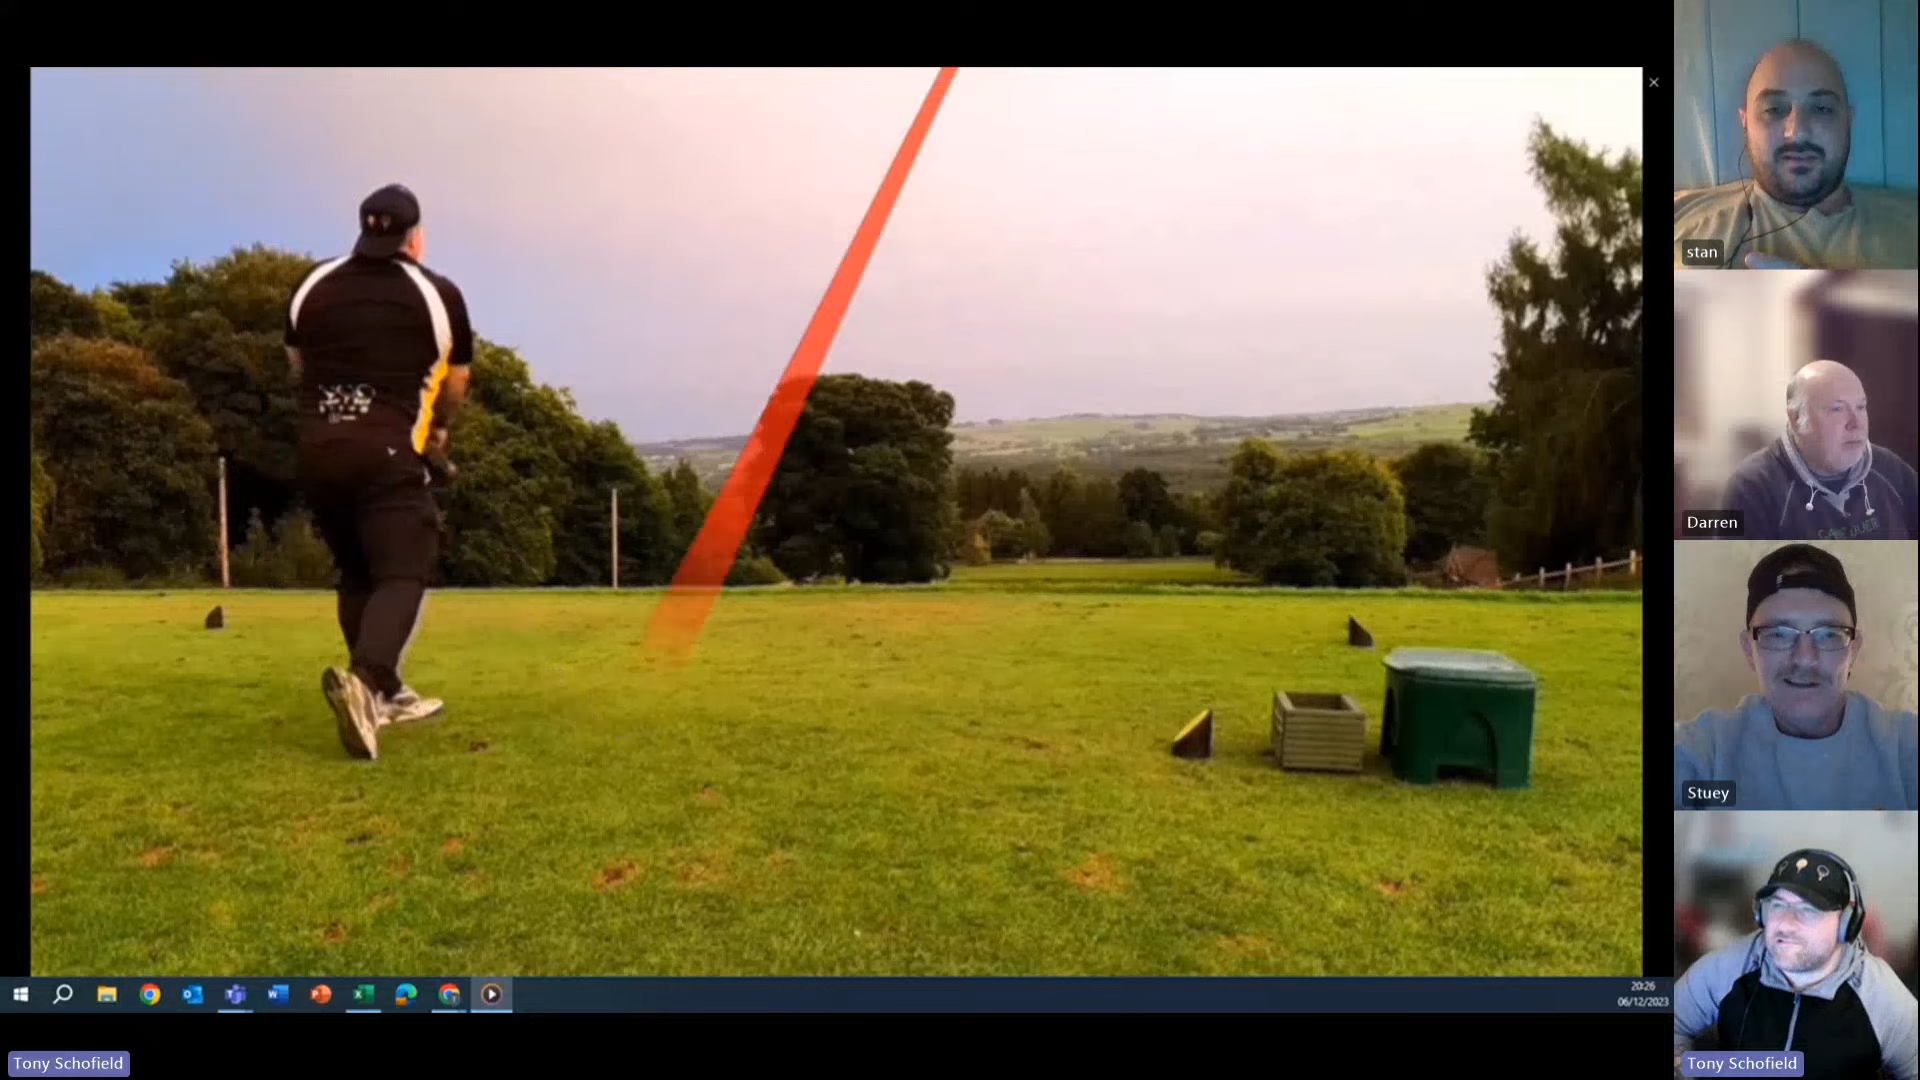 stan
Darren
Stuey
20:26
06/12/2023
Tony Schofield
Tony Schofield